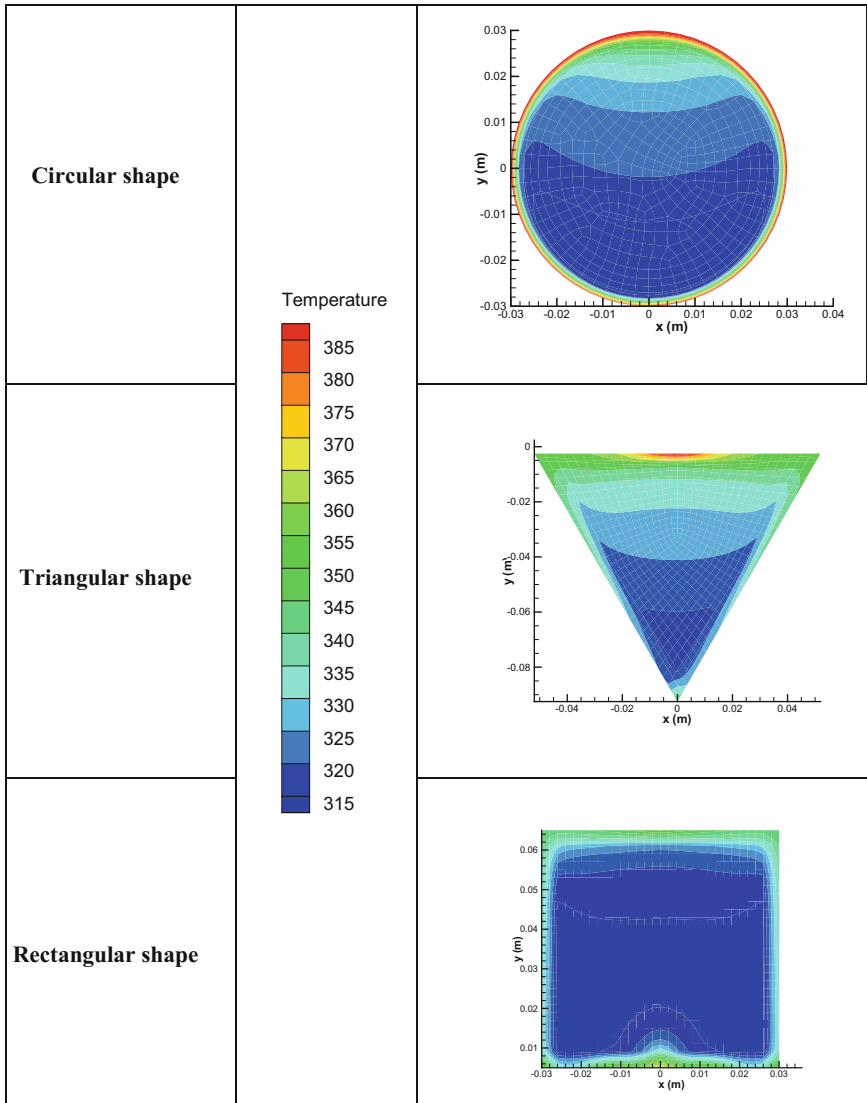 Circular shape
Triangular shape
Rectangular shape
Temperature
385
380
375
370
365
360
355
350
345
340
335
330
325
320
315
0.03
0.02
0.01
0
-0.01
-0.02
-0.03
y (m)
-0.03 -0.02 -0.01 0 0.01 0.02 0.03 0.04
x (m)
0
-0.02
-0.04
-0.06
-0.08
y (m)
-0.04 -0.02 0 0.02 0.04
x (m)
0.06
0.05
0.04
0.03
0.02
0.01
y (m)
-0.03 -0.02 -0.01 0 0.01 0.02 0.03
x (m)